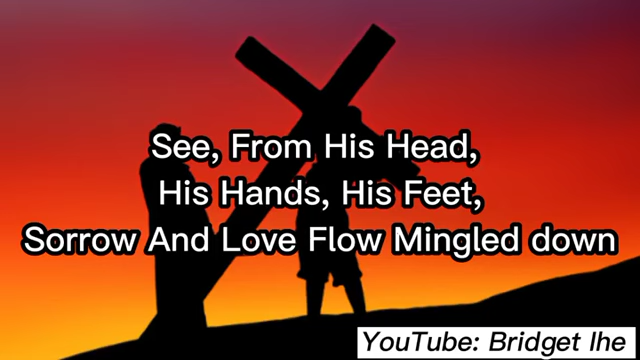 See, From His Head,
His Hands, His Feet,
Sorrow And Love Flow Mingled down
YouTube: Bridget Ihe